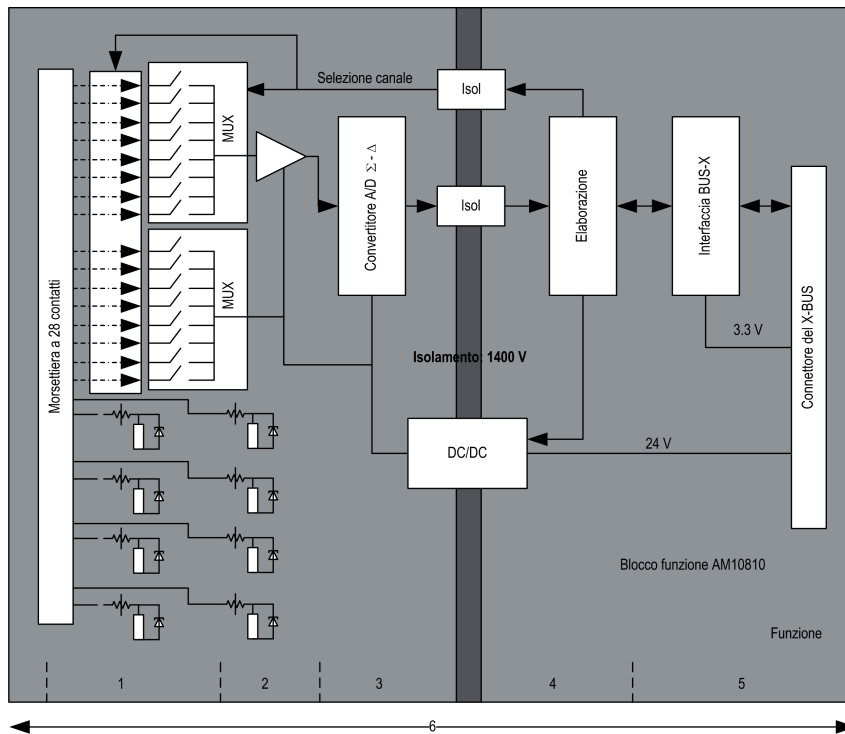 Selezione canale
Isol
MUX
Convertitore A/D Σ - Δ
Isol
Elaborazione
Interfaccia BUS-X
Morsettiera a 28 contatti
MUX
3.3 V
Connettore del X-BUS
Isolamento: 1400 V
DC/DC
24 V
Blocco funzione AM10810
Funzione
1
2
3
4
5
6